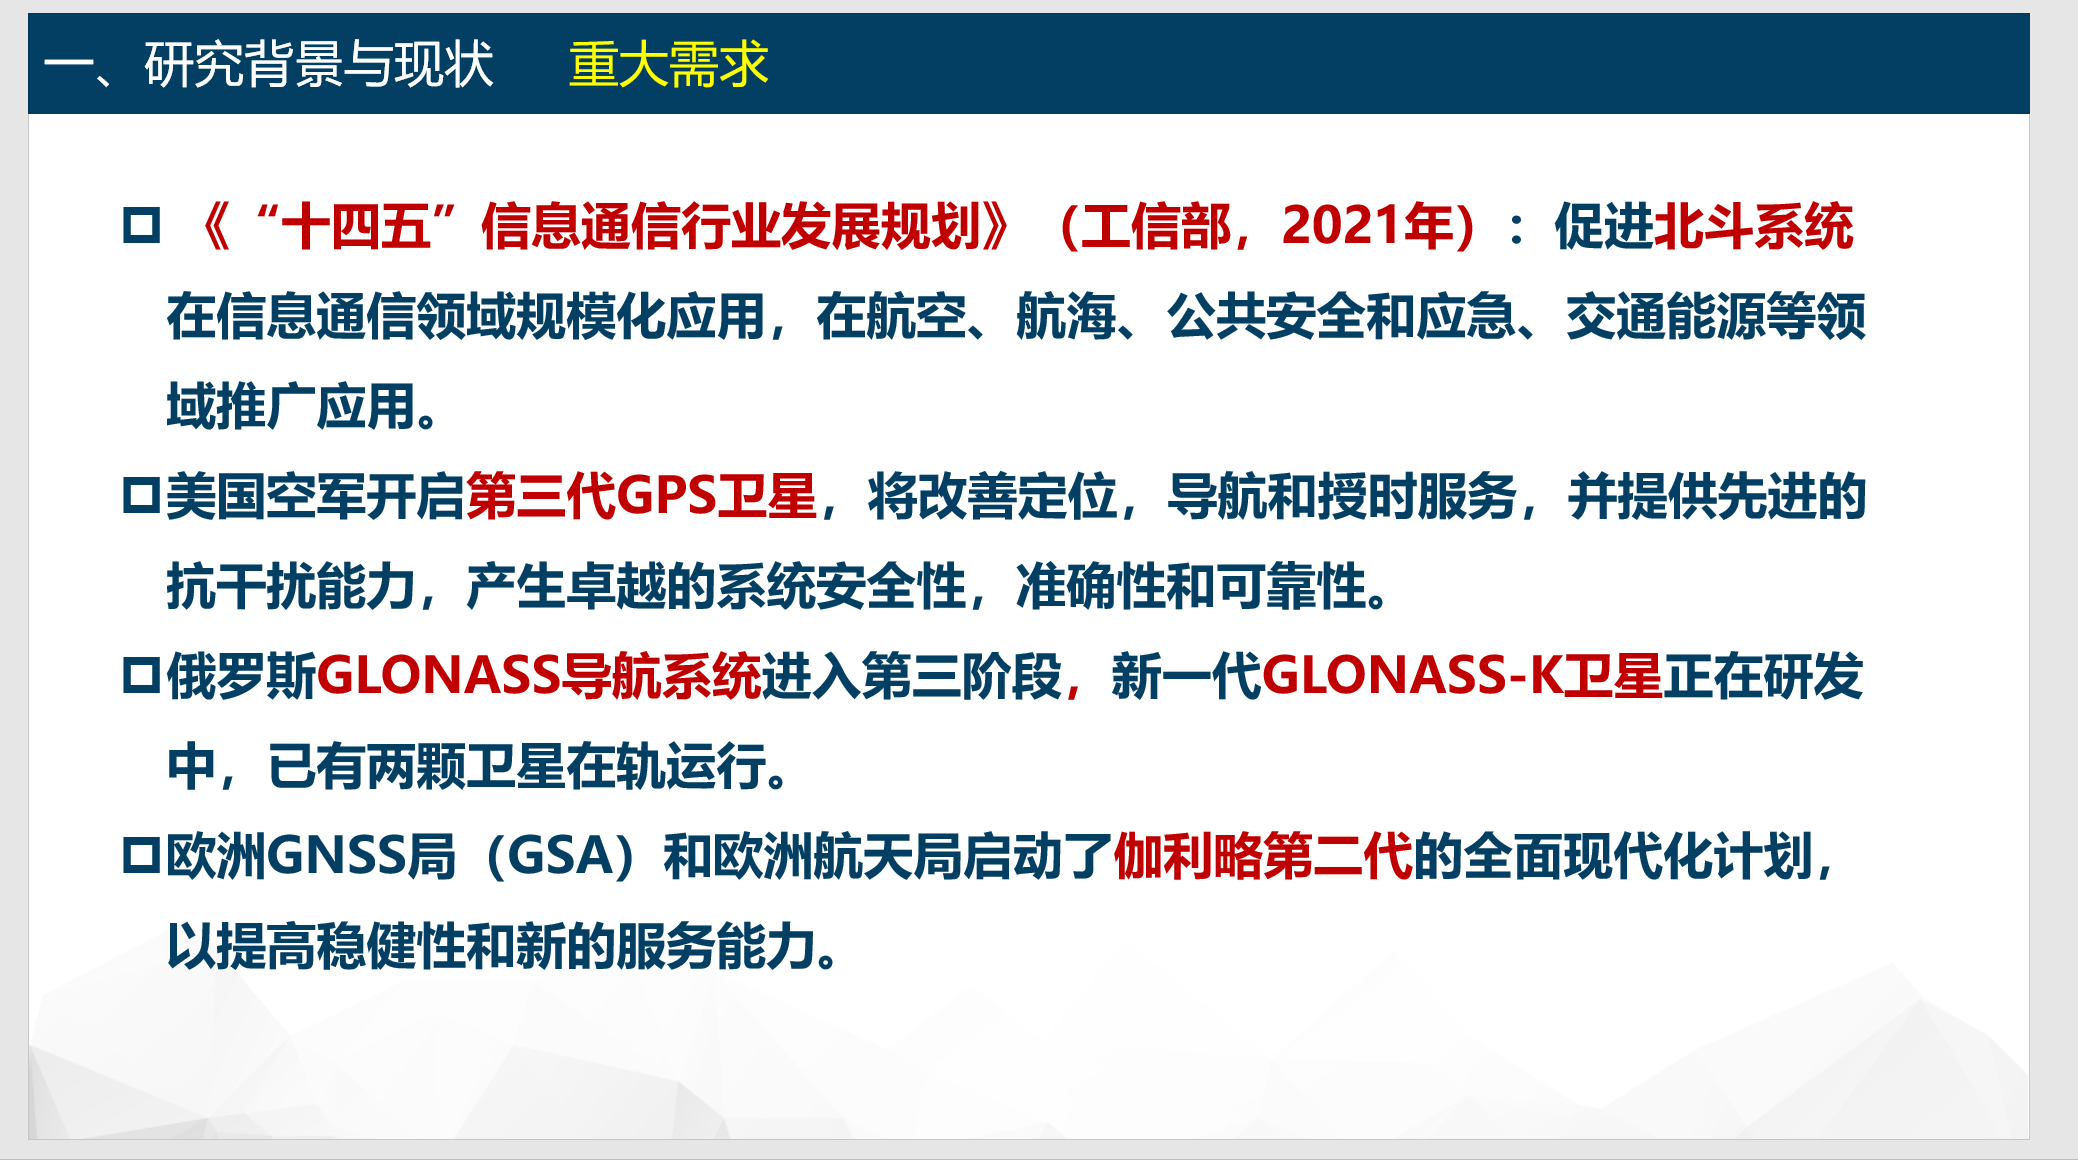 一、研究背景与现状 重大需求
《“十四五”信息通信行业发展规划》（工信部，2021年）：促进北斗系统
在信息通信领域规模化应用，在航空、航海、公共安全和应急、交通能源等领
域推广应用。
美国空军开启第三代GPS卫星，将改善定位，导航和授时服务，并提供先进的
抗干扰能力，产生卓越的系统安全性，准确性和可靠性。
俄罗斯GLONASS导航系统进入第三阶段，新一代GLONASS-K卫星正在研发
中，已有两颗卫星在轨运行。
欧洲GNSS局（GSA）和欧洲航天局启动了伽利略第二代的全面现代化计划，
以提高稳健性和新的服务能力。